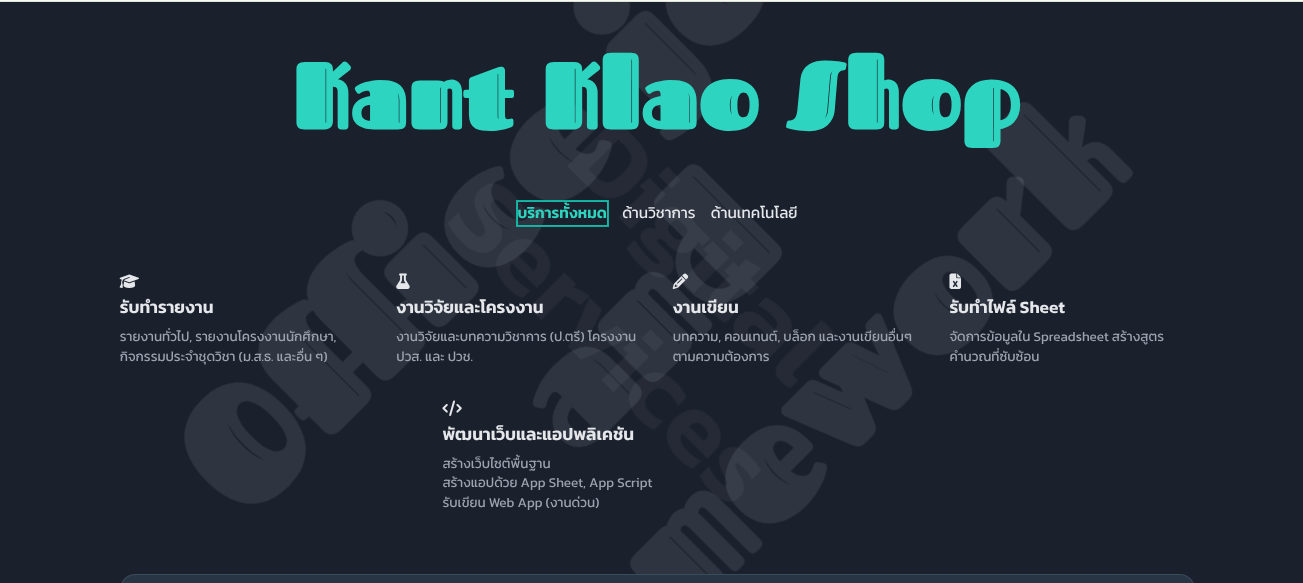 Kant Klao Shop
บริการทั้งหมด ด้านวิชาการ ด้านเทคโนโลยี
รับทำรายงาน
รายงานทั่วไป, รายงานโครงงานนักศึกษา,
กิจกรรมประจำชุดวิชา (ม.ส.ธ. และอื่น ๆ)
งานวิจัยและโครงงาน
งานวิจัยและบทความวิชาการ (ป.ตรี) โครงงาน
ปวส. และ ปวช.
งานเขียน
บทความ, คอนเทนต์, บล็อก และงานเขียนอื่นๆ
ตามความต้องการ
รับทำไฟล์ Sheet
จัดการข้อมูลใน Spreadsheet สร้างสูตร
คำนวณที่ซับซ้อน
พัฒนาเว็บและแอปพลิเคชัน
สร้างเว็บไซต์พื้นฐาน
สร้างแอปด้วย App Sheet, App Script
รับเขียน Web App (งานด่วน)
Office
and
Digital
Services